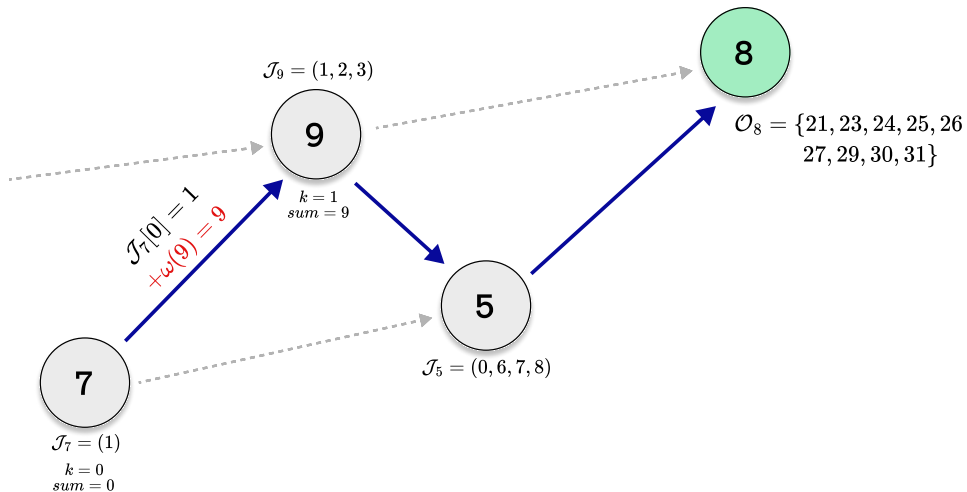 8
𝒥₉ = (1, 2, 3)
9
𝒪₈ = {21, 23, 24, 25, 26
27, 29, 30, 31}
k = 1
sum = 9
𝒥₇[0] = 1
+ω(9) = 9
5
𝒥₅ = (0, 6, 7, 8)
7
𝒥₇ = (1)
k = 0
sum = 0